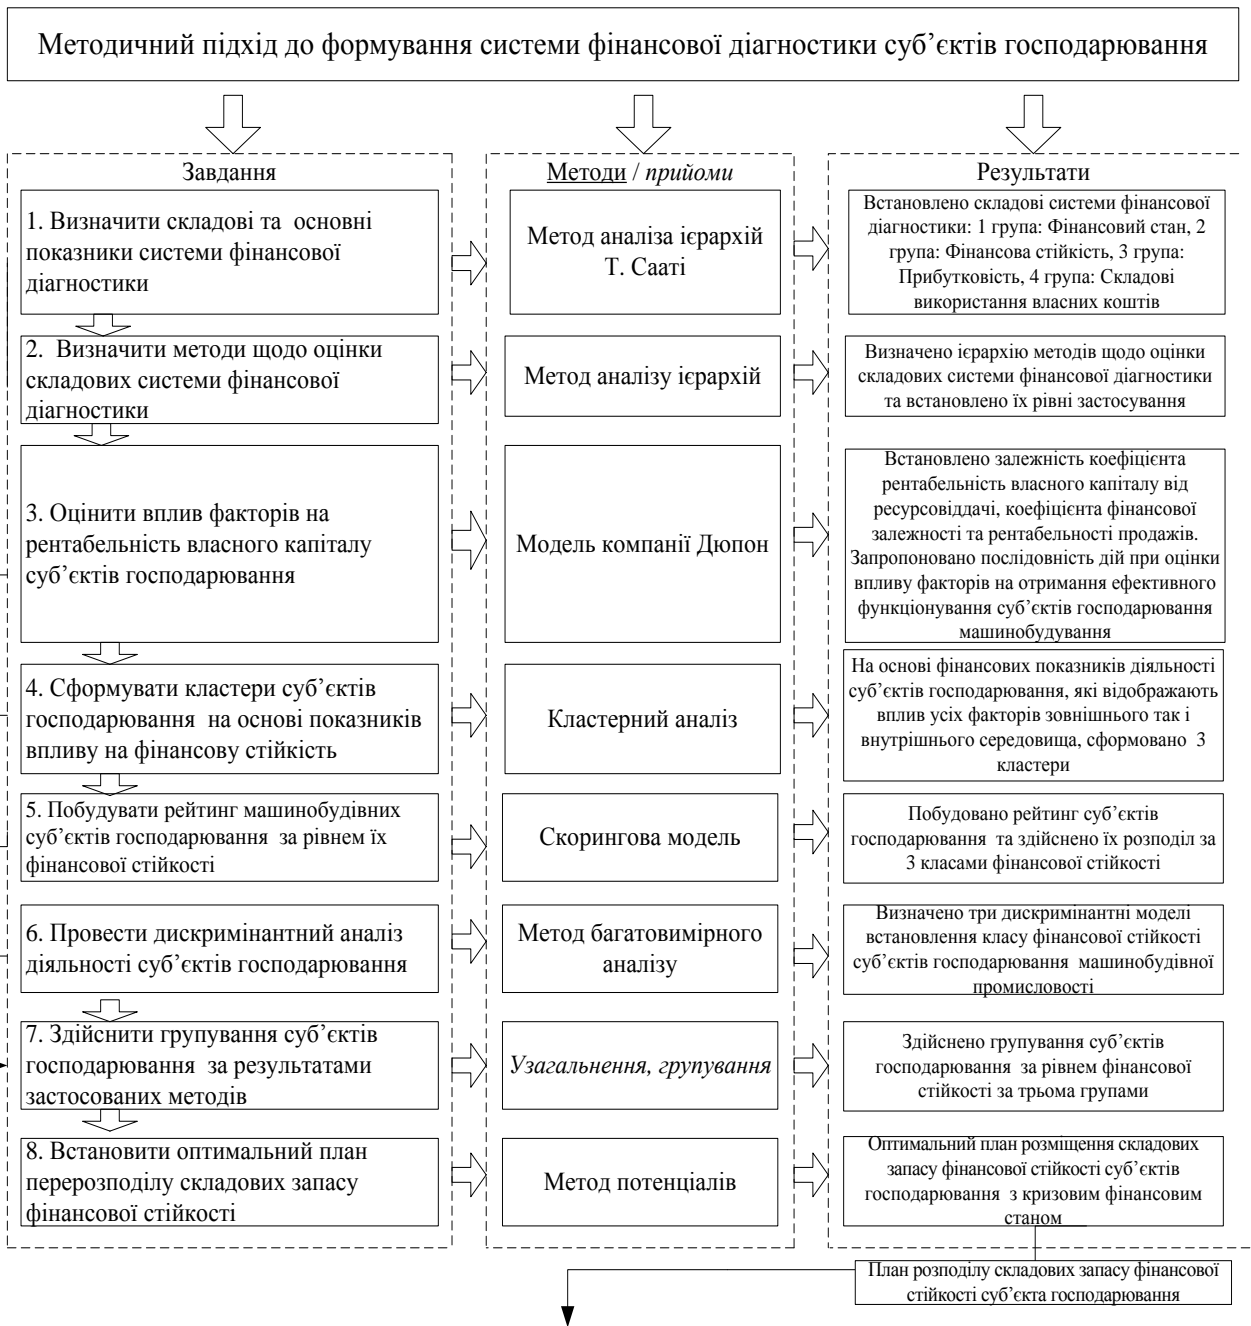 Методичний підхід до формування системи фінансової діагностики суб’єктів господарювання
Завдання
1. Визначити складові та основні
показники системи фінансової
діагностики
2. Визначити методи щодо оцінки
складових системи фінансової
діагностики
3. Оцінити вплив факторів на
рентабельність власного капіталу
суб’єктів господарювання
4. Сформувати кластери суб’єктів
господарювання на основі показників
впливу на фінансову стійкість
5. Побудувати рейтинг машинобудівних
суб’єктів господарювання за рівнем їх
фінансової стійкості
6. Провести дискримінантний аналіз
діяльності суб’єктів господарювання
7. Здійснити групування суб’єктів
господарювання за результатами
застосованих методів
8. Встановити оптимальний план
перерозподілу складових запасу
фінансової стійкості
Методи / прийоми
Метод аналіза ієрархій
Т. Сааті
Метод аналізу ієрархій
Модель компанії Дюпон
Кластерний аналіз
Скорингова модель
Метод багатовимірного
аналізу
Узагальнення, групування
Метод потенціалів
Результати
Встановлено складові системи фінансової
діагностики: 1 група: Фінансовий стан, 2
група: Фінансова стійкість, 3 група:
Прибутковість, 4 група: Складові
використання власних коштів
Визначено ієрархію методів щодо оцінки
складових системи фінансової діагностики
та встановлено їх рівні застосування
Встановлено залежність коефіцієнта
рентабельність власного капіталу від
ресурсовіддачі, коефіцієнта фінансової
залежності та рентабельності продажів.
Запропоновано послідовність дій при оцінки
впливу факторів на отримання ефективного
функціонування суб’єктів господарювання
машинобудування
На основі фінансових показників діяльності
суб’єктів господарювання, які відображають
вплив усіх факторів зовнішнього так і
внутрішнього середовища, сформовано 3
кластери
Побудовано рейтинг суб’єктів
господарювання та здійснено їх розподіл за
3 класами фінансової стійкості
Визначено три дискримінантні моделі
встановлення класу фінансової стійкості
суб’єктів господарювання машинобудівної
промисловості
Здійснено групування суб’єктів
господарювання за рівнем фінансової
стійкості за трьома групами
Оптимальний план розміщення складових
запасу фінансової стійкості суб’єктів
господарювання з кризовим фінансовим
станом
План розподілу складових запасу фінансової
стійкості суб’єкта господарювання